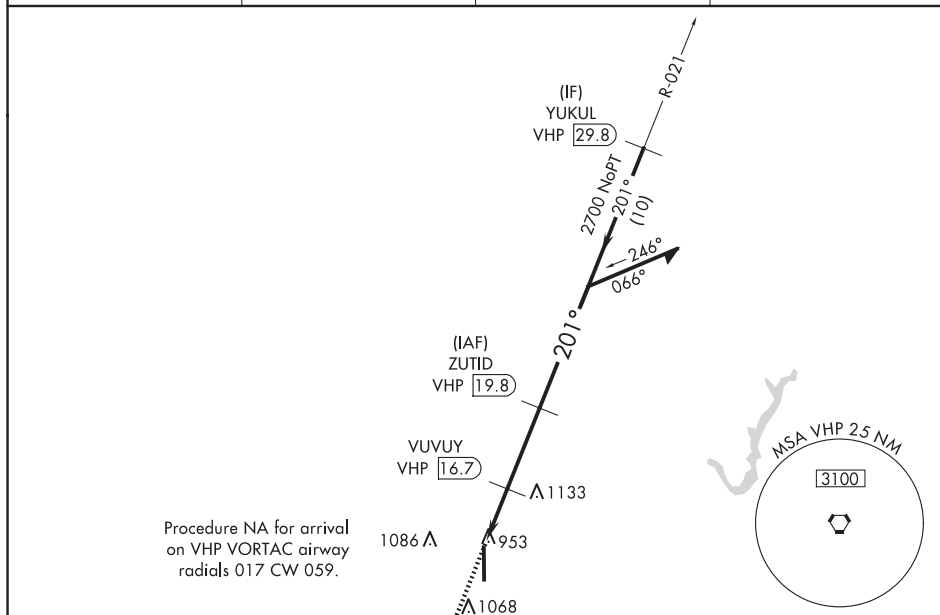 R-021
(IF)
YUKUL
VHP 29.8
2700 NoPT
201°
(10)
246°
066°
201°
(IAF)
ZUTID
VHP 19.8
VUVUY
VHP 16.7
1133
MSA VHP 25 NM
3100
Procedure NA for arrival
on VHP VORTAC airway
radials 017 CW 059.
1086
953
1068